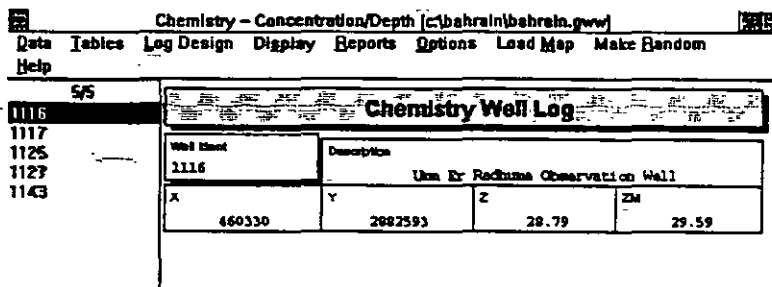 Chemistry – Concentration/Depth [c:\bahrain\bahrain.gww]
Data Tables Log Design Display Reports Options Load Map Make Random
Help
5/5
1116
1117
1125
1127
1143
Chemistry Well Log
Well Ident
1116
Description
Umm Er Radhuma Observation Well
X
460330
Y
2882593
Z
28.79
ZM
29.59